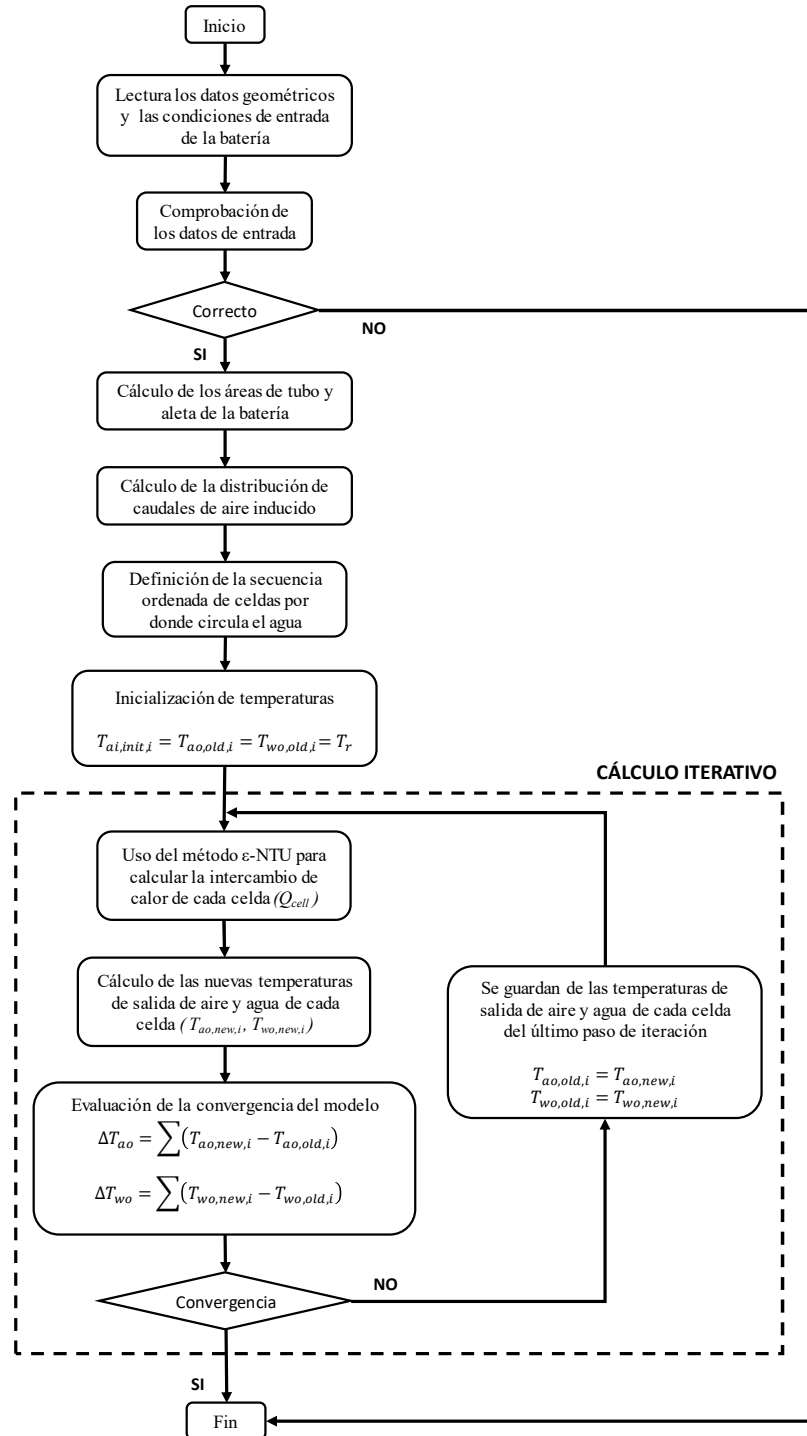 Inicio
Lectura los datos geométricos
y las condiciones de entrada
de la batería
Comprobación de
los datos de entrada
Correcto
NO
SI
Cálculo de los áreas de tubo y
aleta de la batería
Cálculo de la distribución de
caudales de aire inducido
Definición de la secuencia
ordenada de celdas por
donde circula el agua
Inicialización de temperaturas
T_{ai,init,i} = T_{ao,old,i} = T_{wo,old,i} = T_r
CÁLCULO ITERATIVO
Uso del método ε-NTU para
calcular la intercambio de
calor de cada celda (Q_{cell})
Cálculo de las nuevas temperaturas
de salida de aire y agua de cada
celda (T_{ao,new,i}, T_{wo,new,i})
Se guardan de las temperaturas de
salida de aire y agua de cada celda
del último paso de iteración
T_{ao,old,i} = T_{ao,new,i}
T_{wo,old,i} = T_{wo,new,i}
Evaluación de la convergencia del modelo
ΔT_{ao} = ∑(T_{ao,new,i} − T_{ao,old,i})
ΔT_{wo} = ∑(T_{wo,new,i} − T_{wo,old,i})
Convergencia
NO
SI
Fin